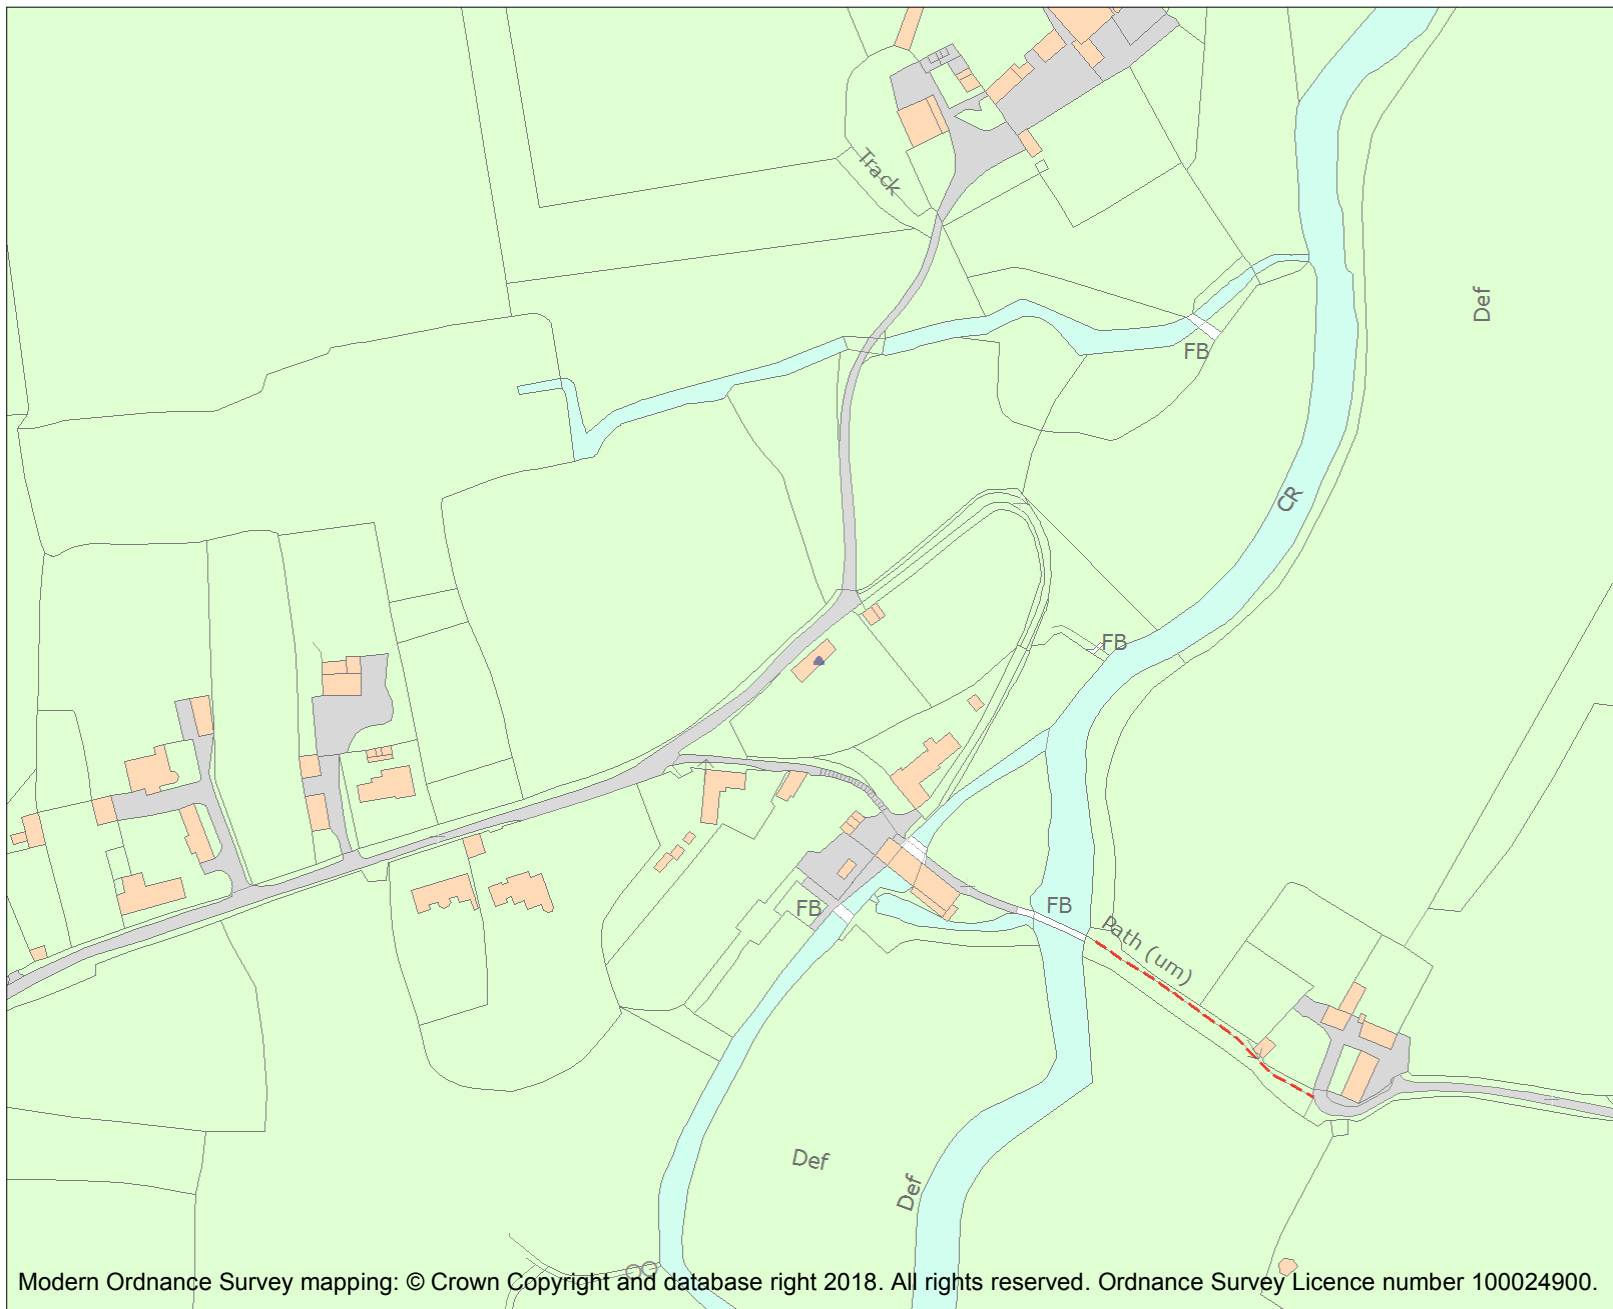 Track
Def
FB
CR
FB
FB
FB
Path (um)
Def
Def
Modern Ordnance Survey mapping: © Crown Copyright and database right 2018. All rights reserved. Ordnance Survey Licence number 100024900.